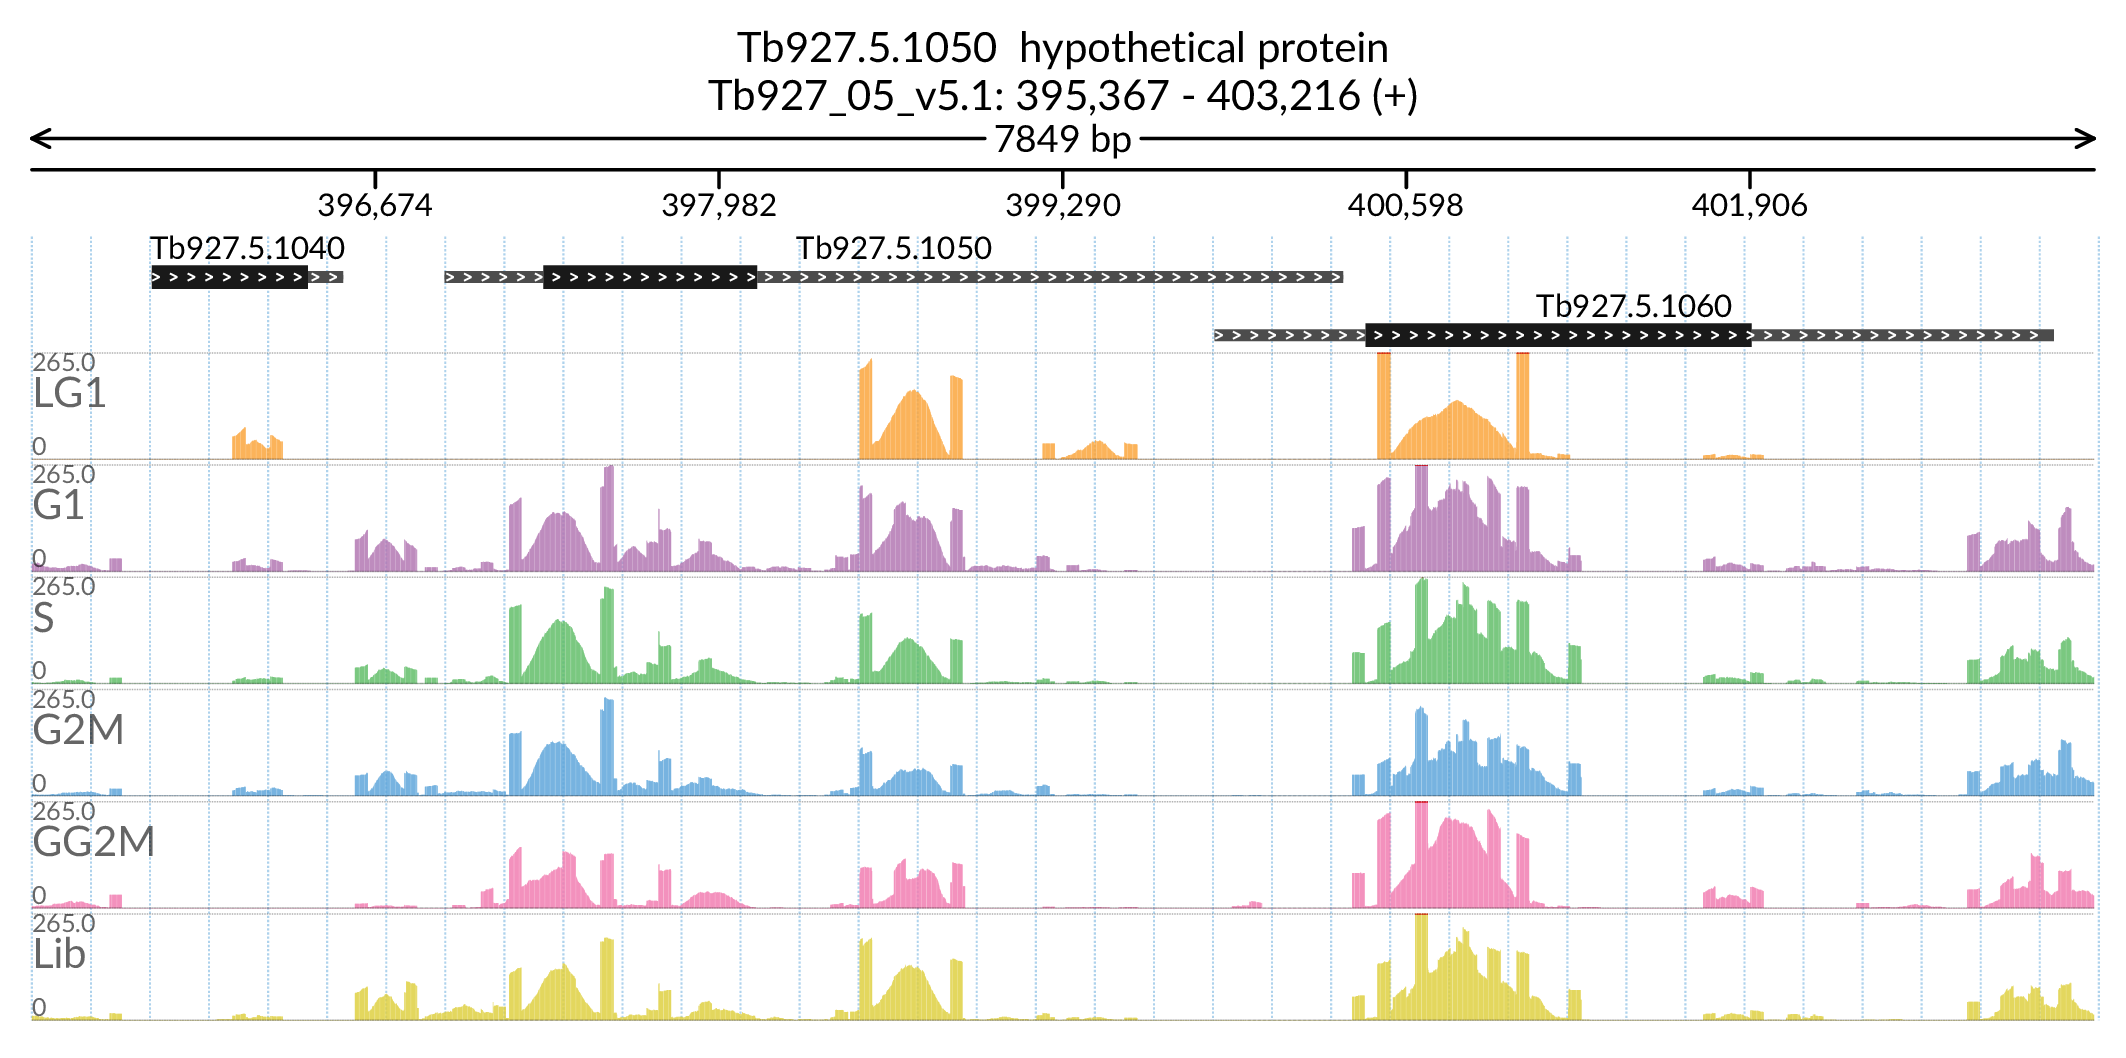 Tb927.5.1050  hypothetical protein
Tb927_05_v5.1: 395,367 - 403,216 (+)
7849 bp
396,674 397,982 399,290 400,598 401,906
Tb927.5.1040 Tb927.5.1050
Tb927.5.1060
265.0
LG1
0
265.0
G1
0
265.0
S
0
265.0
G2M
0
265.0
GG2M
0
265.0
Lib
0